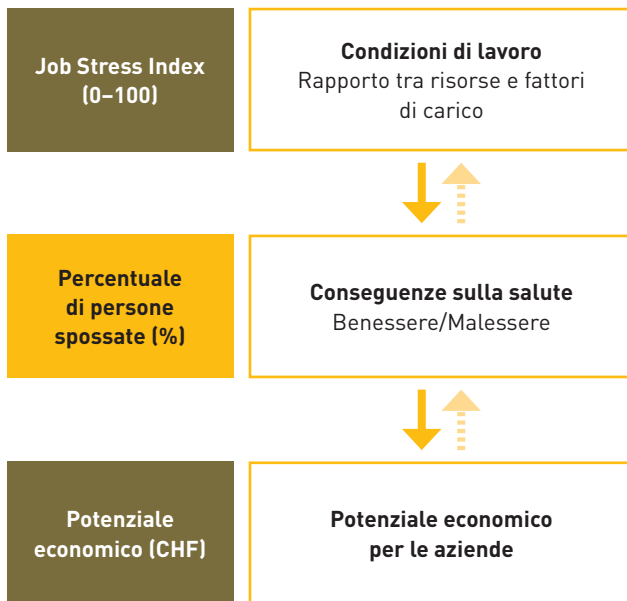 Job Stress Index
(0–100)
Condizioni di lavoro
Rapporto tra risorse e fattori
di carico
Percentuale
di persone
spossate (%)
Conseguenze sulla salute
Benessere/Malessere
Potenziale
economico (CHF)
Potenziale economico
per le aziende